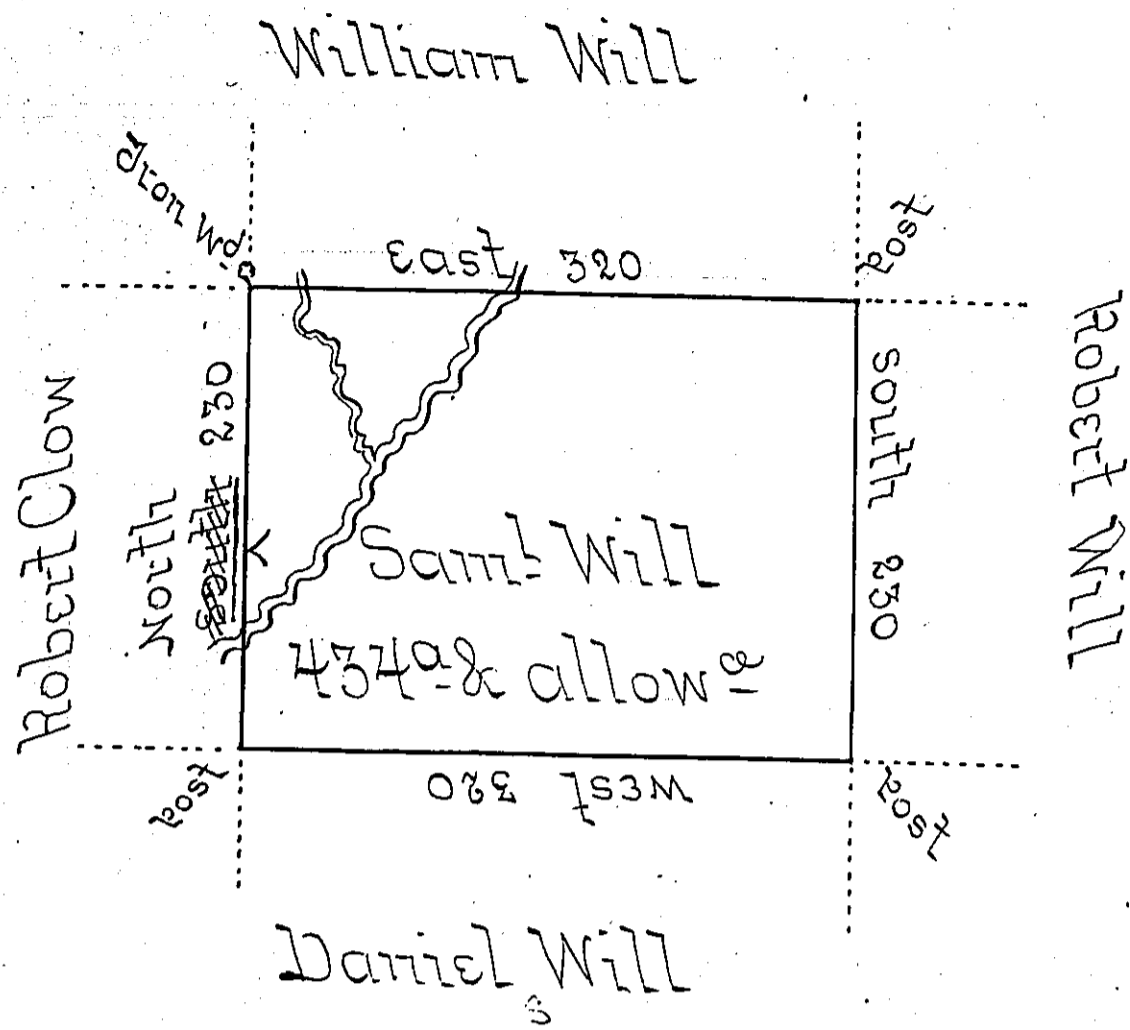 William Will
Iron Wd.
East 320
Post
Robert Clow
North
230
South 230
Robert Will
Saml. Will
434a. & allowce
Post
West 320
Post
Daniel Will